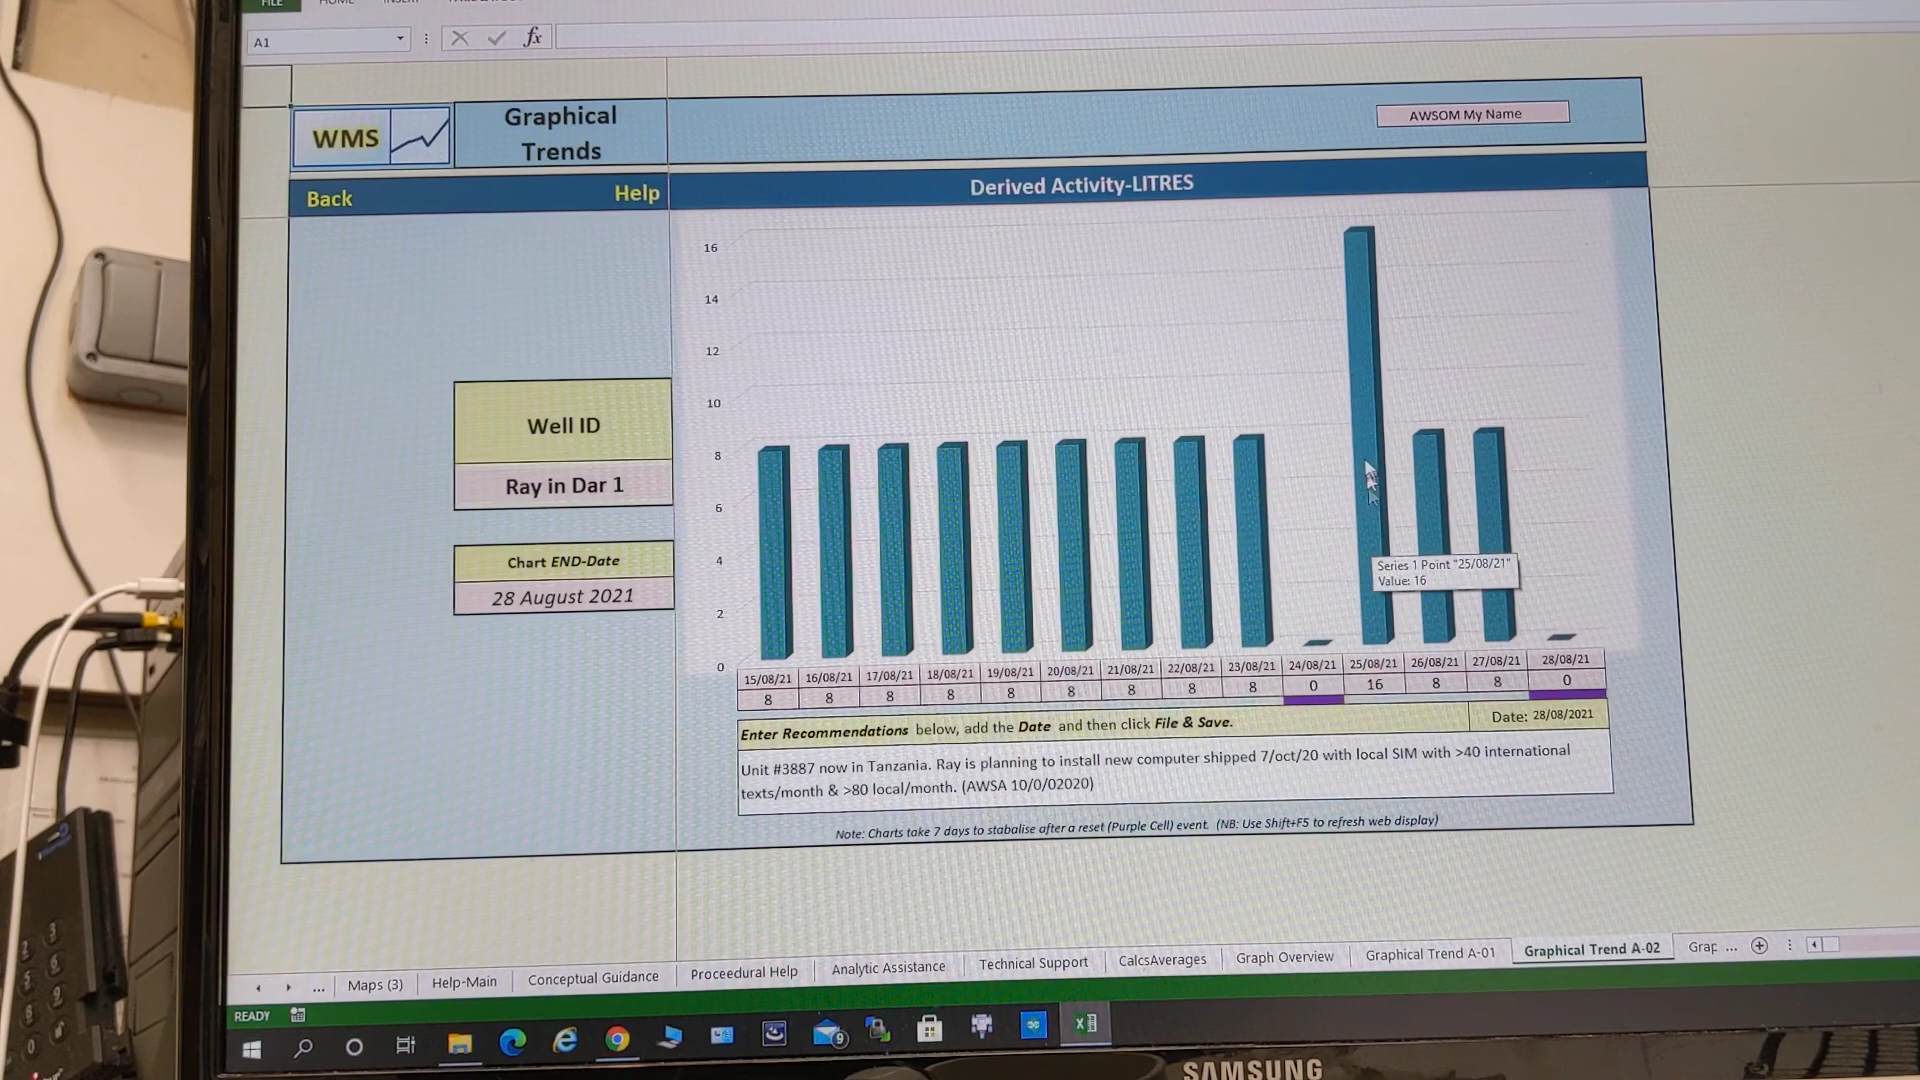 FILE
A1
fx
WMS
Graphical
Trends
AWSOM My Name
Back
Help
Derived Activity-LITRES
16
14
12
10
8
6
4
2
0
Well ID
Ray in Dar 1
Chart END-Date
28 August 2021
Series 1 Point "25/08/21"
Value: 16
15/08/21 16/08/21 17/08/21 18/08/21 19/08/21 20/08/21 21/08/21 22/08/21 23/08/21 24/08/21 25/08/21 26/08/21 27/08/21 28/08/21
8 8 8 8 8 8 8 8 8 0 16 8 8 0
Enter Recommendations below, add the Date and then click File & Save.
Date: 28/08/2021
Unit #3887 now in Tanzania. Ray is planning to install new computer shipped 7/oct/20 with local SIM with >40 international
texts/month & >80 local/month. (AWSA 10/0/02020)
Note: Charts take 7 days to stabalise after a reset (Purple Cell) event. (NB: Use Shift+F5 to refresh web display)
... Maps (3) Help-Main Conceptual Guidance Proceedural Help Analytic Assistance Technical Support CalcsAverages Graph Overview Graphical Trend A-01 Graphical Trend A-02 Grap ...
READY
9
SAMSUNG